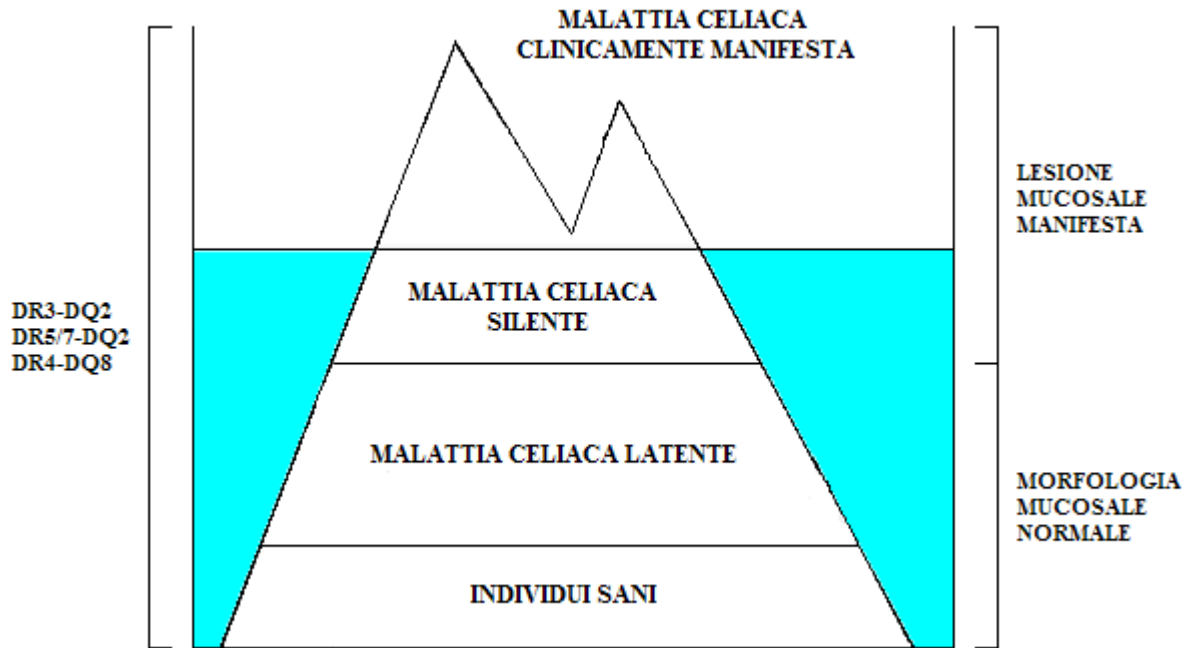 MALATTIA CELIACA
CLINICAMENTE MANIFESTA
LESIONE
MUCOSALE
MANIFESTA
MALATTIA CELIACA
SILENTE
DR3-DQ2
DR5/7-DQ2
DR4-DQ8
MALATTIA CELIACA LATENTE
MORFOLOGIA
MUCOSALE
NORMALE
INDIVIDUI SANI